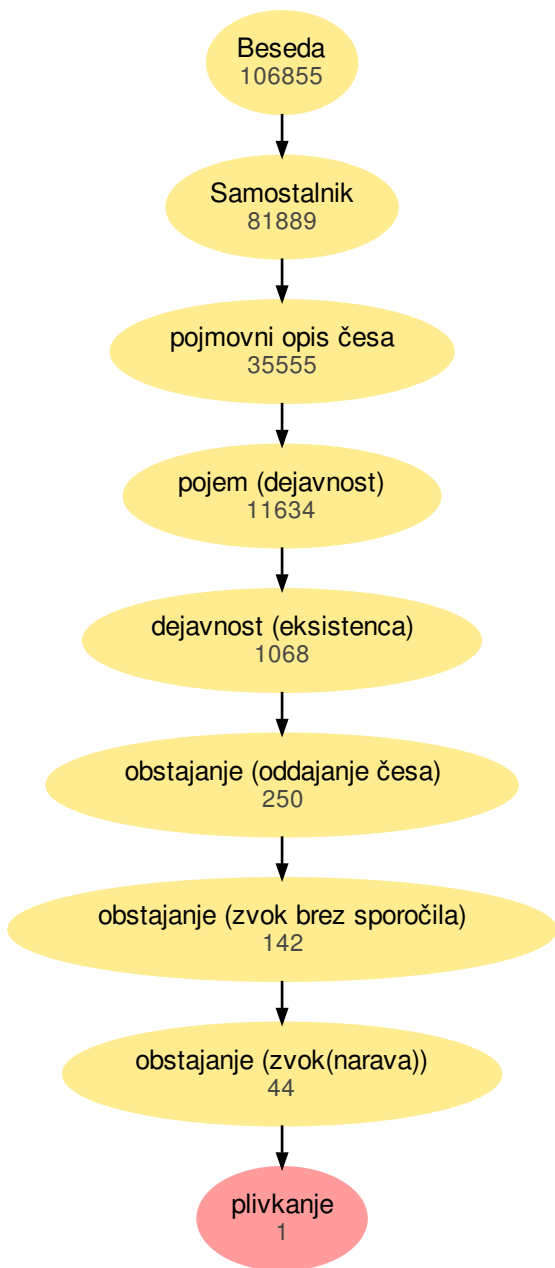 Beseda
106855
Samostalnik
81889
pojmovni opis česa
35555
pojem (dejavnost)
11634
dejavnost (eksistenca)
1068
obstajanje (oddajanje česa)
250
obstajanje (zvok brez sporočila)
142
obstajanje (zvok(narava))
44
plivkanje
1